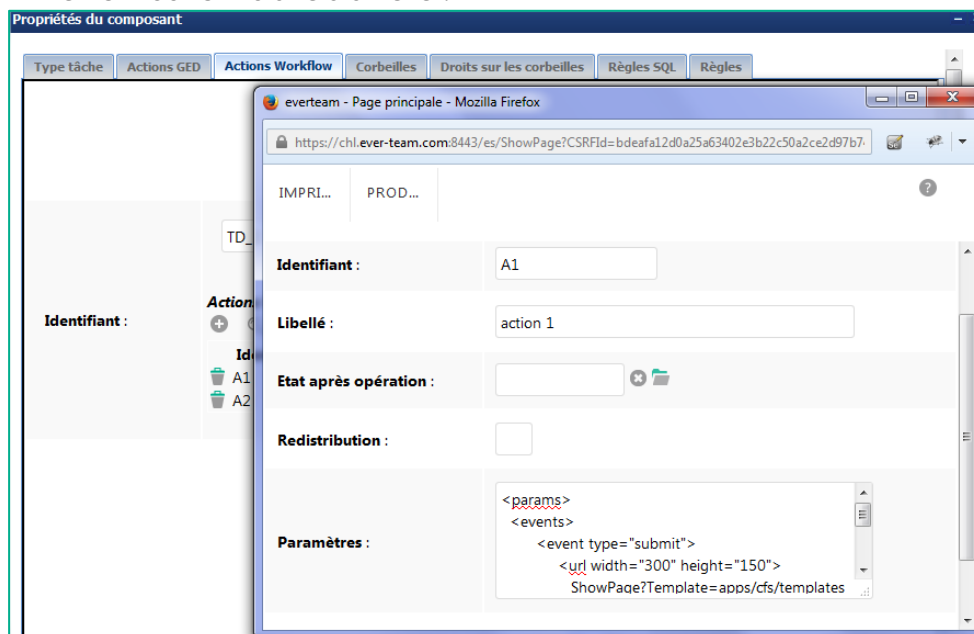 Propriétés du composant
Type tâche Actions GED Actions Workflow Corbeilles Droits sur les corbeilles Règles SQL Règles
everteam - Page principale - Mozilla Firefox
https://chl.ever-team.com:8443/es/ShowPage?CSRFId=bdeafa12d0a25a63402e3b22c50a2ce2d97b7
IMPRI... PROD...
TD_
Identifiant : A1
Action
Identifiant :
Libellé : action 1
Id
A1
A2
Etat après opération :
Redistribution :
Paramètres :
<params>
<events>
<event type="submit">
<url width="300" height="150">
ShowPage?Template=apps/cfs/templates